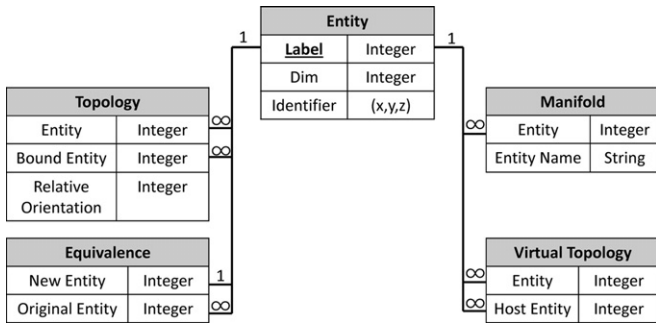 Entity
1 Label Integer 1
Dim Integer
Identifier (x,y,z)
Topology
Entity Integer ∞
Bound Entity Integer ∞
Relative Integer
Orientation
Manifold
∞ Entity Integer
Entity Name String
Equivalence
New Entity Integer 1
Original Entity Integer ∞
Virtual Topology
∞ Entity Integer
∞ Host Entity Integer